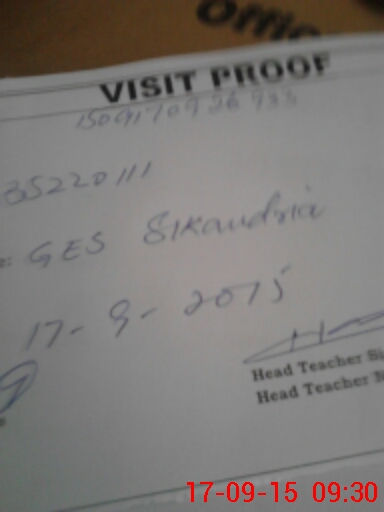 Office
VISIT PROOF
1509170926933
35220111
= GES Sikandria
17-9-2015
Head Teacher Si
Head Teacher N
17-09-15 09:30